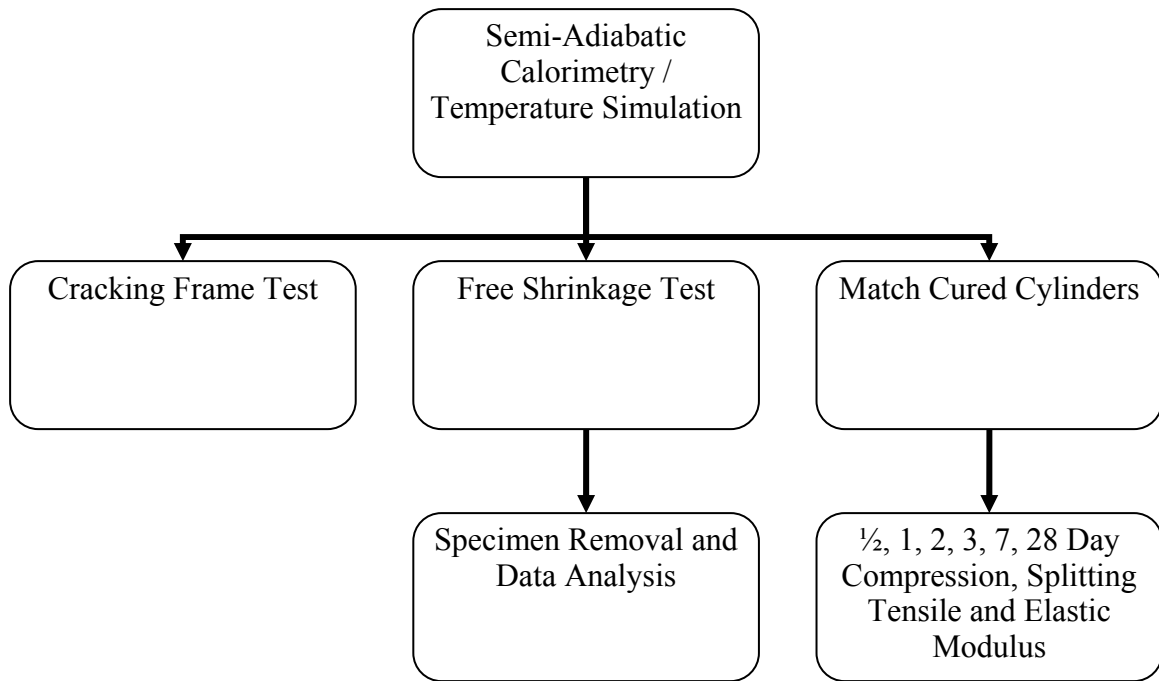 Semi-Adiabatic
Calorimetry /
Temperature Simulation
Cracking Frame Test
Free Shrinkage Test
Match Cured Cylinders
Specimen Removal and
Data Analysis
½, 1, 2, 3, 7, 28 Day
Compression, Splitting
Tensile and Elastic
Modulus